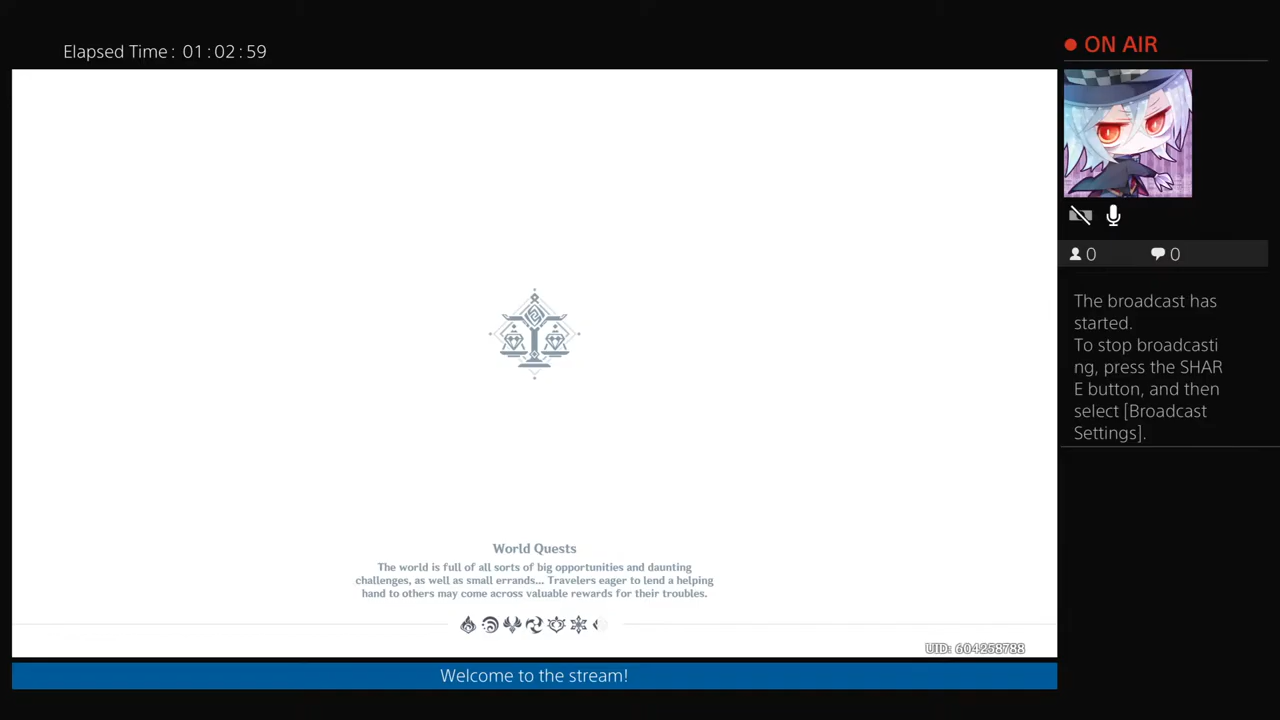 Elapsed Time: 01:02:59
ON AIR
0
0
The broadcast has
started.
To stop broadcasti
ng, press the SHAR
E button, and then
select [Broadcast
Settings].
World Quests
The world is full of all sorts of big opportunities and daunting
challenges, as well as small errands... Travelers eager to lend a helping
hand to others may come across valuable rewards for their troubles.
UID: 604258788
Welcome to the stream!